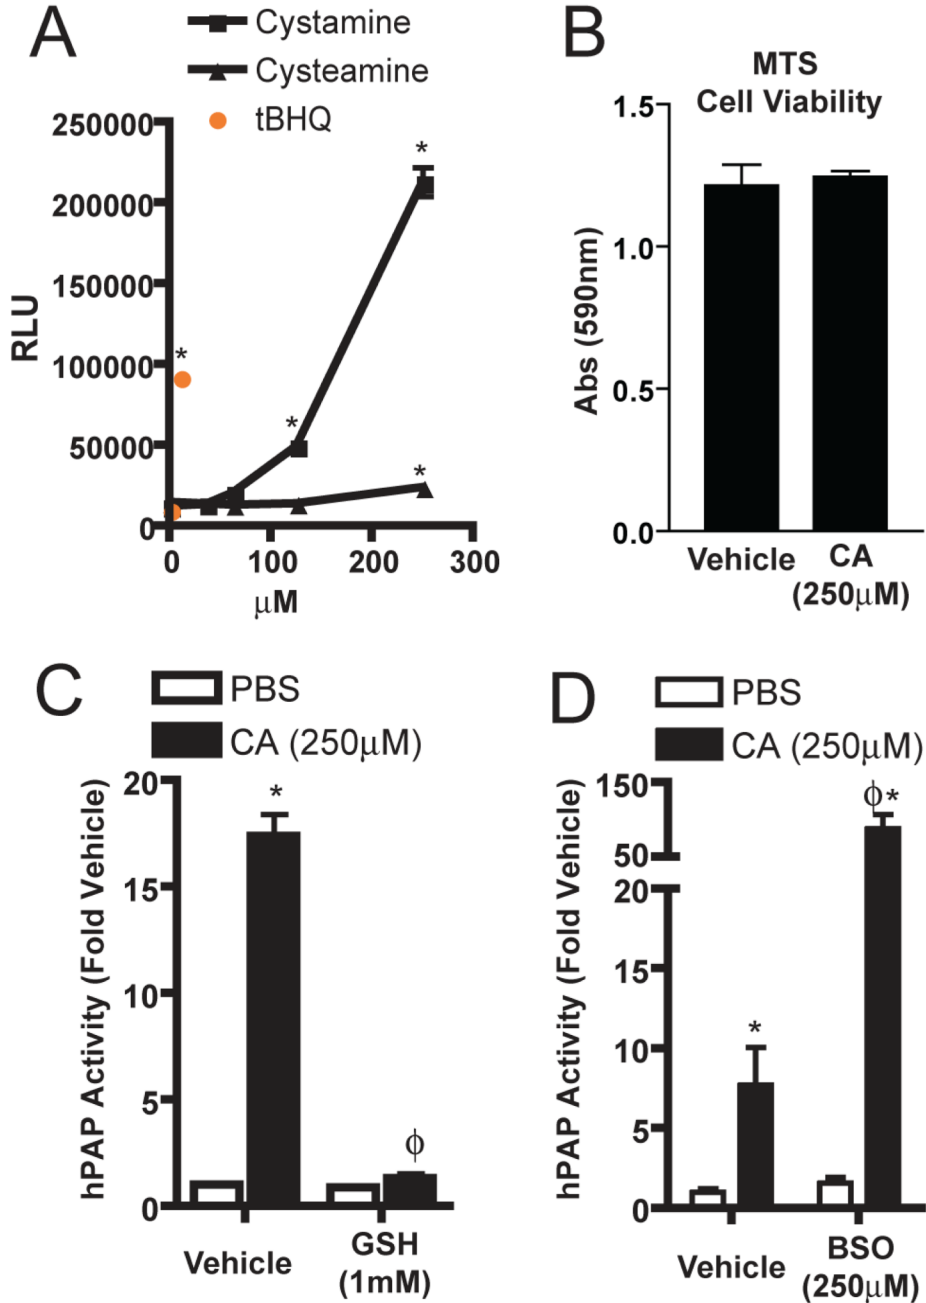 A
Cystamine
Cysteamine
tBHQ
250000
200000
150000
100000
50000
0
RLU
*
*
*
*
0 100 200 300
μM
B
MTS
Cell Viability
1.5
1.0
0.5
0.0
Abs (590nm)
Vehicle CA
(250μM)
C
PBS
CA (250μM)
20
15
10
5
0
hPAP Activity (Fold Vehicle)
*
ϕ
Vehicle GSH
(1mM)
D
PBS
CA (250μM)
150
50
20
15
10
5
0
hPAP Activity (Fold Vehicle)
ϕ*
*
Vehicle BSO
(250μM)